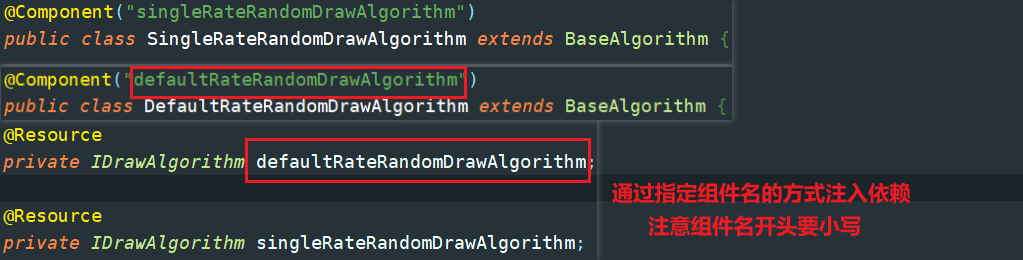 @Component("singleRateRandomDrawAlgorithm")
public class SingleRateRandomDrawAlgorithm extends BaseAlgorithm {
@Component("defaultRateRandomDrawAlgorithm")
public class DefaultRateRandomDrawAlgorithm extends BaseAlgorithm {
@Resource
private IDrawAlgorithm defaultRateRandomDrawAlgorithm;
@Resource
private IDrawAlgorithm singleRateRandomDrawAlgorithm;
通过指定组件名的方式注入依赖
注意组件名开头要小写